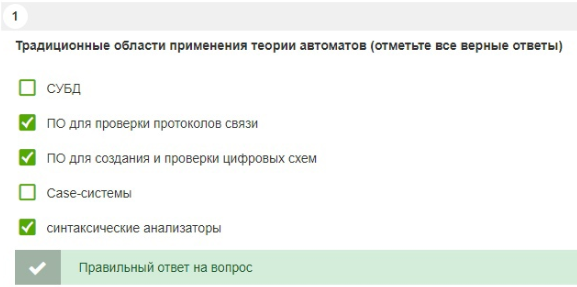 1
Традиционные области применения теории автоматов (отметьте все верные ответы)
СУБД
ПО для проверки протоколов связи
ПО для создания и проверки цифровых схем
Case-системы
синтаксические анализаторы
Правильный ответ на вопрос